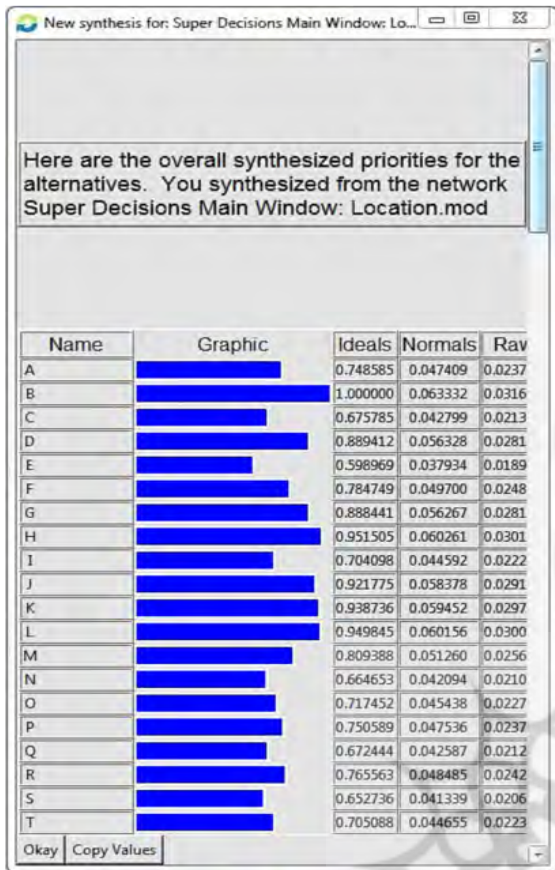 New synthesis for: Super Decisions Main Window: Lo...
Here are the overall synthesized priorities for the
alternatives. You synthesized from the network
Super Decisions Main Window: Location.mod
Name Graphic Ideals Normals Raw
A 0.748585 0.047409 0.0237
B 1.000000 0.063332 0.0316
C 0.675785 0.042799 0.0213
D 0.889412 0.056328 0.0281
E 0.598969 0.037934 0.0189
F 0.784749 0.049700 0.0248
G 0.888441 0.056267 0.0281
H 0.951505 0.060261 0.0301
I 0.704098 0.044592 0.0222
J 0.921775 0.058378 0.0291
K 0.938736 0.059452 0.0297
L 0.949845 0.060156 0.0300
M 0.809388 0.051260 0.0256
N 0.664653 0.042094 0.0210
O 0.717452 0.045438 0.0227
P 0.750589 0.047536 0.0237
Q 0.672444 0.042587 0.0212
R 0.765563 0.048485 0.0242
S 0.652736 0.041339 0.0206
T 0.705088 0.044655 0.0223
Okay Copy Values